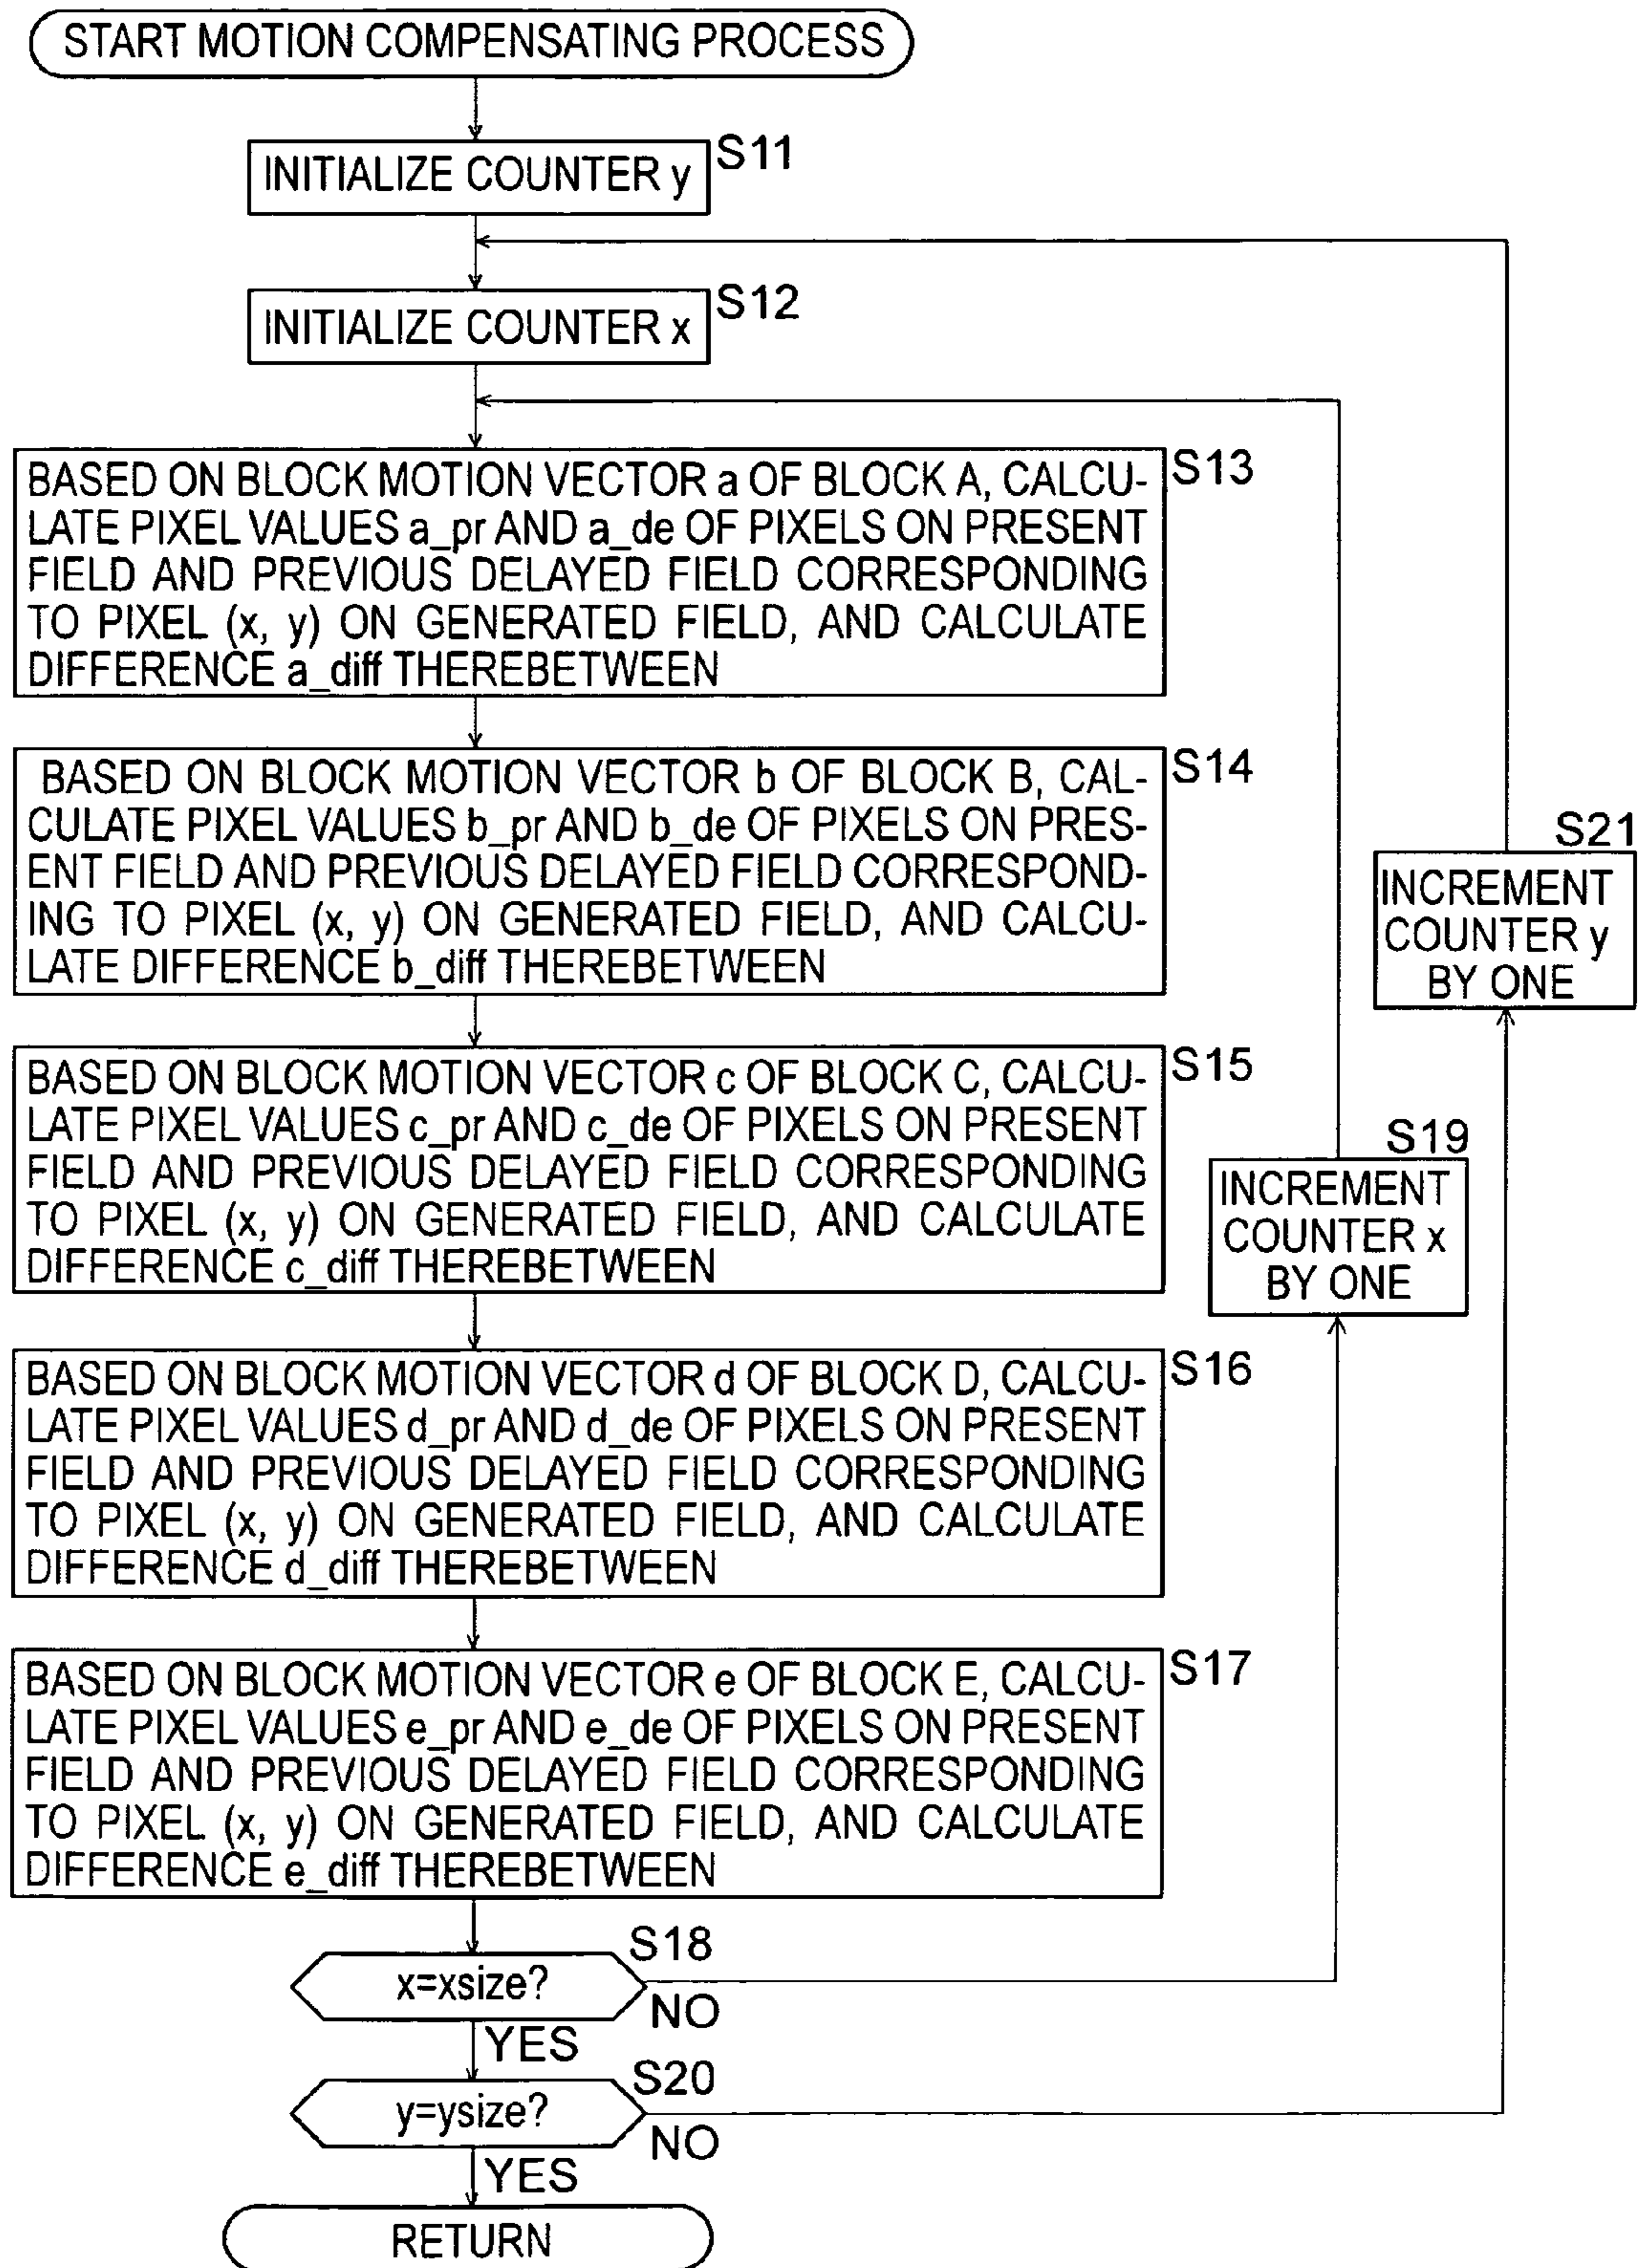 START MOTION COMPENSATING PROCESS
INITIALIZE COUNTER y
S11
INITIALIZE COUNTER x
S12
BASED ON BLOCK MOTION VECTOR a OF BLOCK A, CALCU-
LATE PIXEL VALUES a_pr AND a_de OF PIXELS ON PRESENT
FIELD AND PREVIOUS DELAYED FIELD CORRESPONDING
TO PIXEL (x, y) ON GENERATED FIELD, AND CALCULATE
DIFFERENCE a_diff THEREBETWEEN
S13
BASED ON BLOCK MOTION VECTOR b OF BLOCK B, CAL-
CULATE PIXEL VALUES b_pr AND b_de OF PIXELS ON PRES-
ENT FIELD AND PREVIOUS DELAYED FIELD CORRESPOND-
ING TO PIXEL (x, y) ON GENERATED FIELD, AND CALCU-
LATE DIFFERENCE b_diff THEREBETWEEN
S14
S21
INCREMENT
COUNTER y
BY ONE
BASED ON BLOCK MOTION VECTOR c OF BLOCK C, CALCU-
LATE PIXEL VALUES c_pr AND c_de OF PIXELS ON PRESENT
FIELD AND PREVIOUS DELAYED FIELD CORRESPONDING
TO PIXEL (x, y) ON GENERATED FIELD, AND CALCULATE
DIFFERENCE c_diff THEREBETWEEN
S15
S19
INCREMENT
COUNTER x
BY ONE
BASED ON BLOCK MOTION VECTOR d OF BLOCK D, CALCU-
LATE PIXEL VALUES d_pr AND d_de OF PIXELS ON PRESENT
FIELD AND PREVIOUS DELAYED FIELD CORRESPONDING
TO PIXEL (x, y) ON GENERATED FIELD, AND CALCULATE
DIFFERENCE d_diff THEREBETWEEN
S16
BASED ON BLOCK MOTION VECTOR e OF BLOCK E, CALCU-
LATE PIXEL VALUES e_pr AND e_de OF PIXELS ON PRESENT
FIELD AND PREVIOUS DELAYED FIELD CORRESPONDING
TO PIXEL (x, y) ON GENERATED FIELD, AND CALCULATE
DIFFERENCE e_diff THEREBETWEEN
S17
S18
x=xsize?
NO
YES
S20
y=ysize?
NO
YES
RETURN